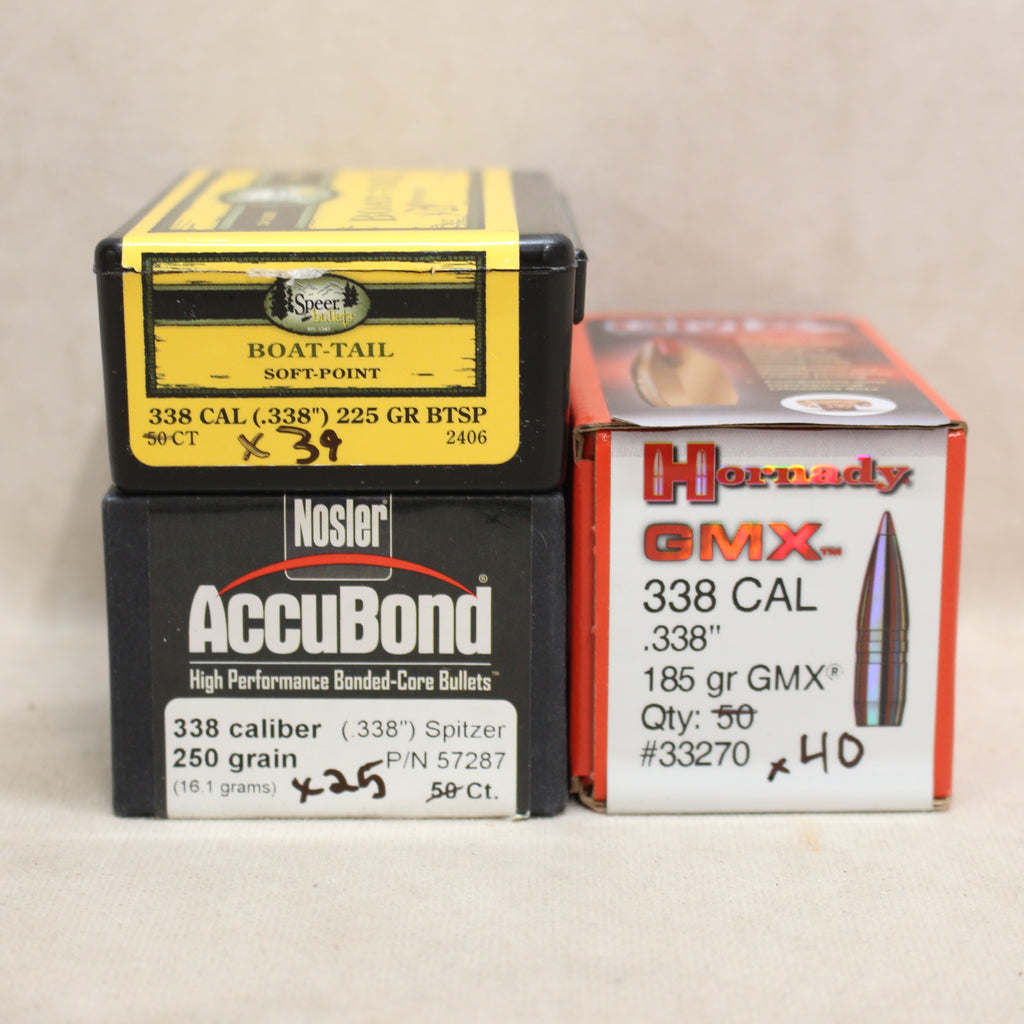 Speer
bullets
BOAT-TAIL
SOFT-POINT
338 CAL (.338") 225 GR BTSP
50 CT x 39 2406
Nosler
AccuBond®
High Performance Bonded-Core Bullets™
338 caliber (.338") Spitzer
250 grain P/N 57287
(16.1 grams) x25 50 Ct.
Hornady
GMX™
338 CAL
.338"
185 gr GMX®
Qty: 50
#33270 x40